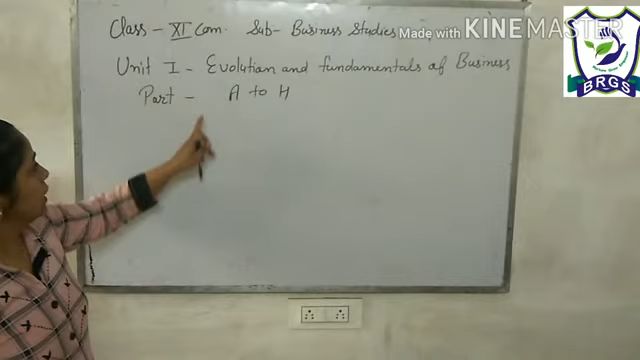 Class - XI Com. Sub- Business Studies
Made with KINEMASTER
Unit I - Evolution and fundamentals of Business
Part - A to H
BRGS